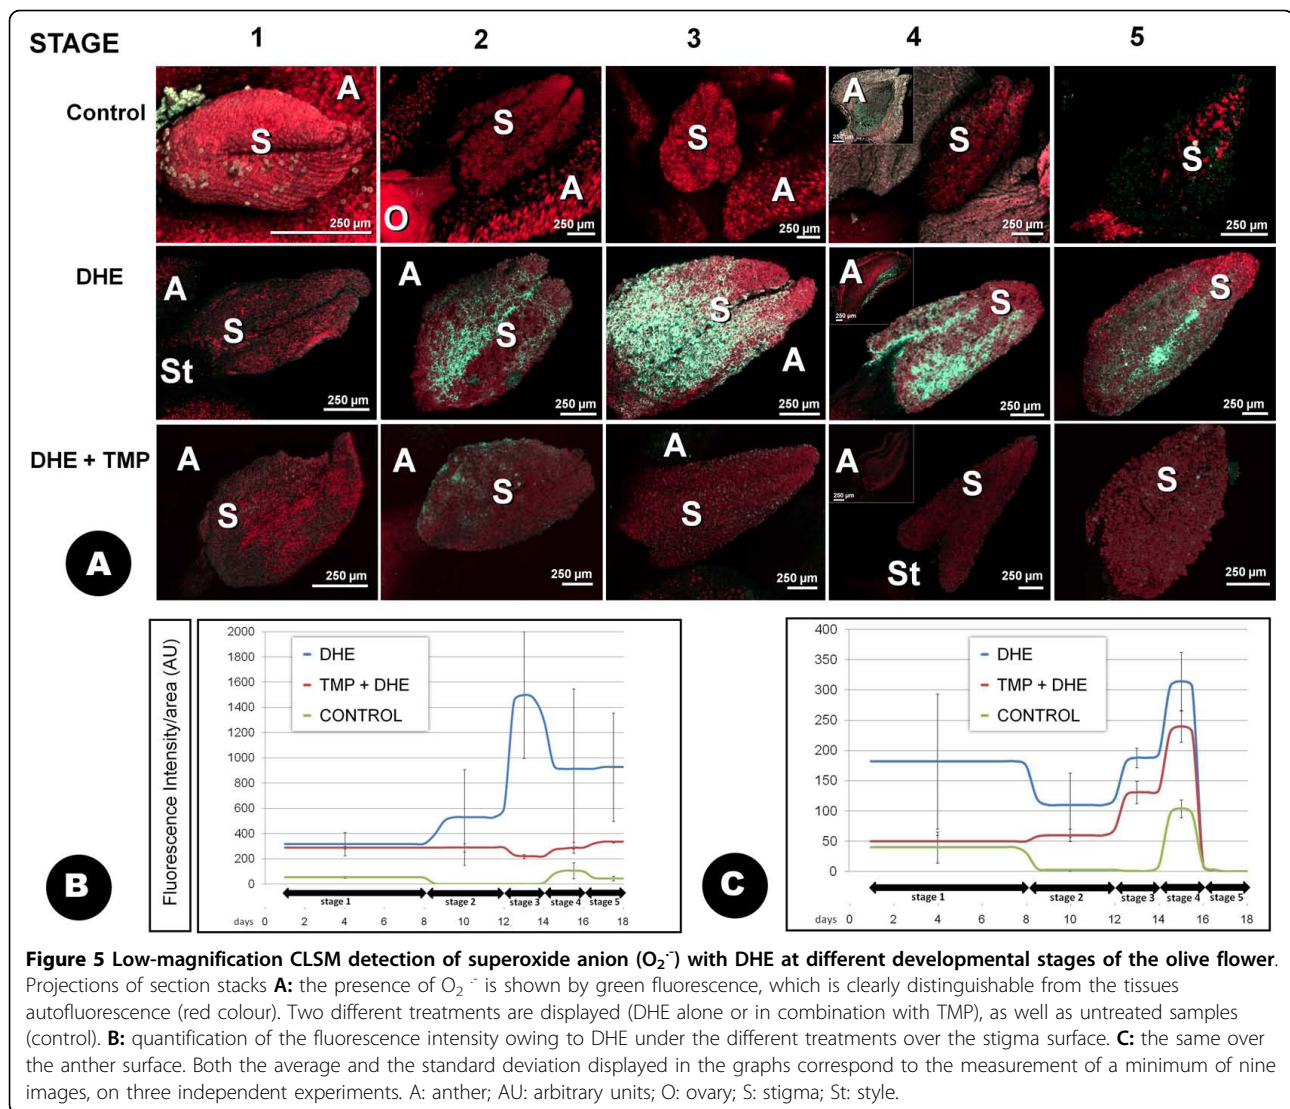 STAGE 1 2 3 4 5
Control
A
S
250 µm
S
A
O
250 µm
S
A
250 µm
A
250 µm
S
250 µm
S
250 µm
DHE
A
S
St
250 µm
A
S
250 µm
S
A
250 µm
A
250 µm
S
250 µm
S
250 µm
DHE + TMP
A
S
250 µm
A
S
250 µm
A
S
250 µm
A
250 µm
S
St
250 µm
S
250 µm
A
Fluorescence Intensity/area (AU)
2000
1800
1600
1400
1200
1000
800
600
400
200
0
DHE
TMP + DHE
CONTROL
stage 1 stage 2 stage 3 stage 4 stage 5
days 0 2 4 6 8 10 12 14 16 18
B
400
350
300
250
200
150
100
50
0
DHE
TMP + DHE
CONTROL
stage 1 stage 2 stage 3 stage 4 stage 5
days 0 2 4 6 8 10 12 14 16 18
C
Figure 5 Low-magnification CLSM detection of superoxide anion (O₂·⁻) with DHE at different developmental stages of the olive flower.
Projections of section stacks A: the presence of O₂ ·⁻ is shown by green fluorescence, which is clearly distinguishable from the tissues
autofluorescence (red colour). Two different treatments are displayed (DHE alone or in combination with TMP), as well as untreated samples
(control). B: quantification of the fluorescence intensity owing to DHE under the different treatments over the stigma surface. C: the same over
the anther surface. Both the average and the standard deviation displayed in the graphs correspond to the measurement of a minimum of nine
images, on three independent experiments. A: anther; AU: arbitrary units; O: ovary; S: stigma; St: style.